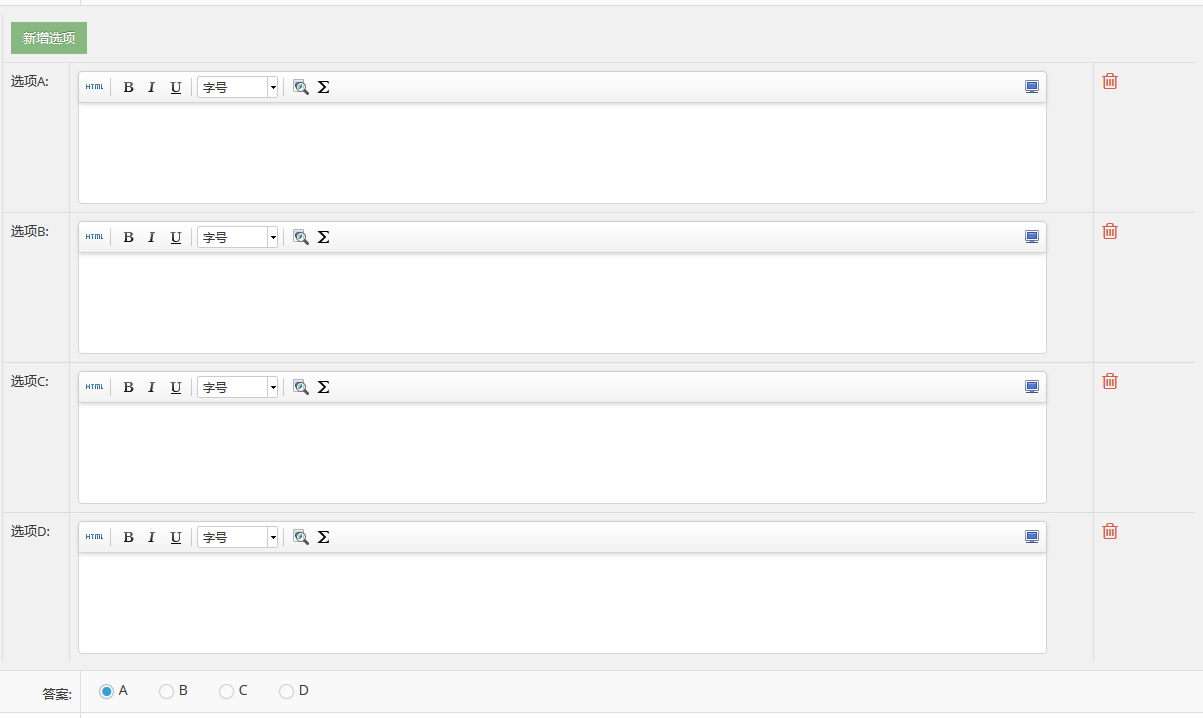 新增选项
选项A:
HTML B I U 字号 Σ
选项B:
HTML B I U 字号 Σ
选项C:
HTML B I U 字号 Σ
选项D:
HTML B I U 字号 Σ
答案: A B C D